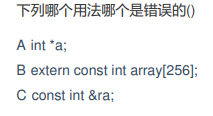 下列哪个用法哪个是错误的()
A int *a;
B extern const int array[256];
C const int &ra;